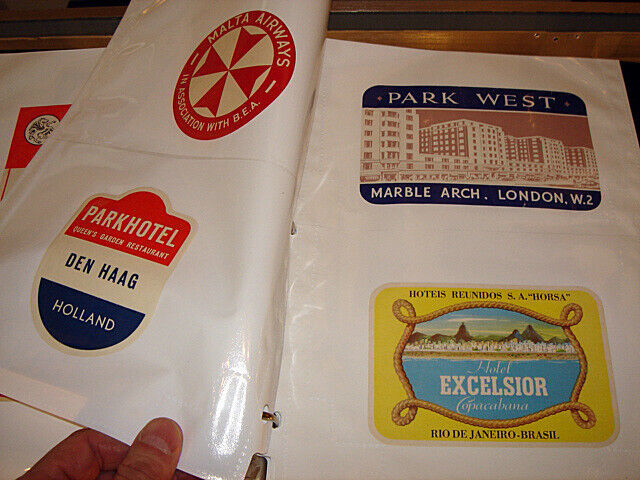 MALTA AIRWAYS
IN ASSOCIATION WITH B.E.A.
PARKHOTEL
QUEEN'S GARDEN RESTAURANT
DEN HAAG
HOLLAND
PARK WEST
MARBLE ARCH. LONDON, W.2
HOTEIS REUNIDOS S.A. "HORSA"
Hotel
EXCELSIOR
Copacabana
RIO DE JANEIRO-BRASIL